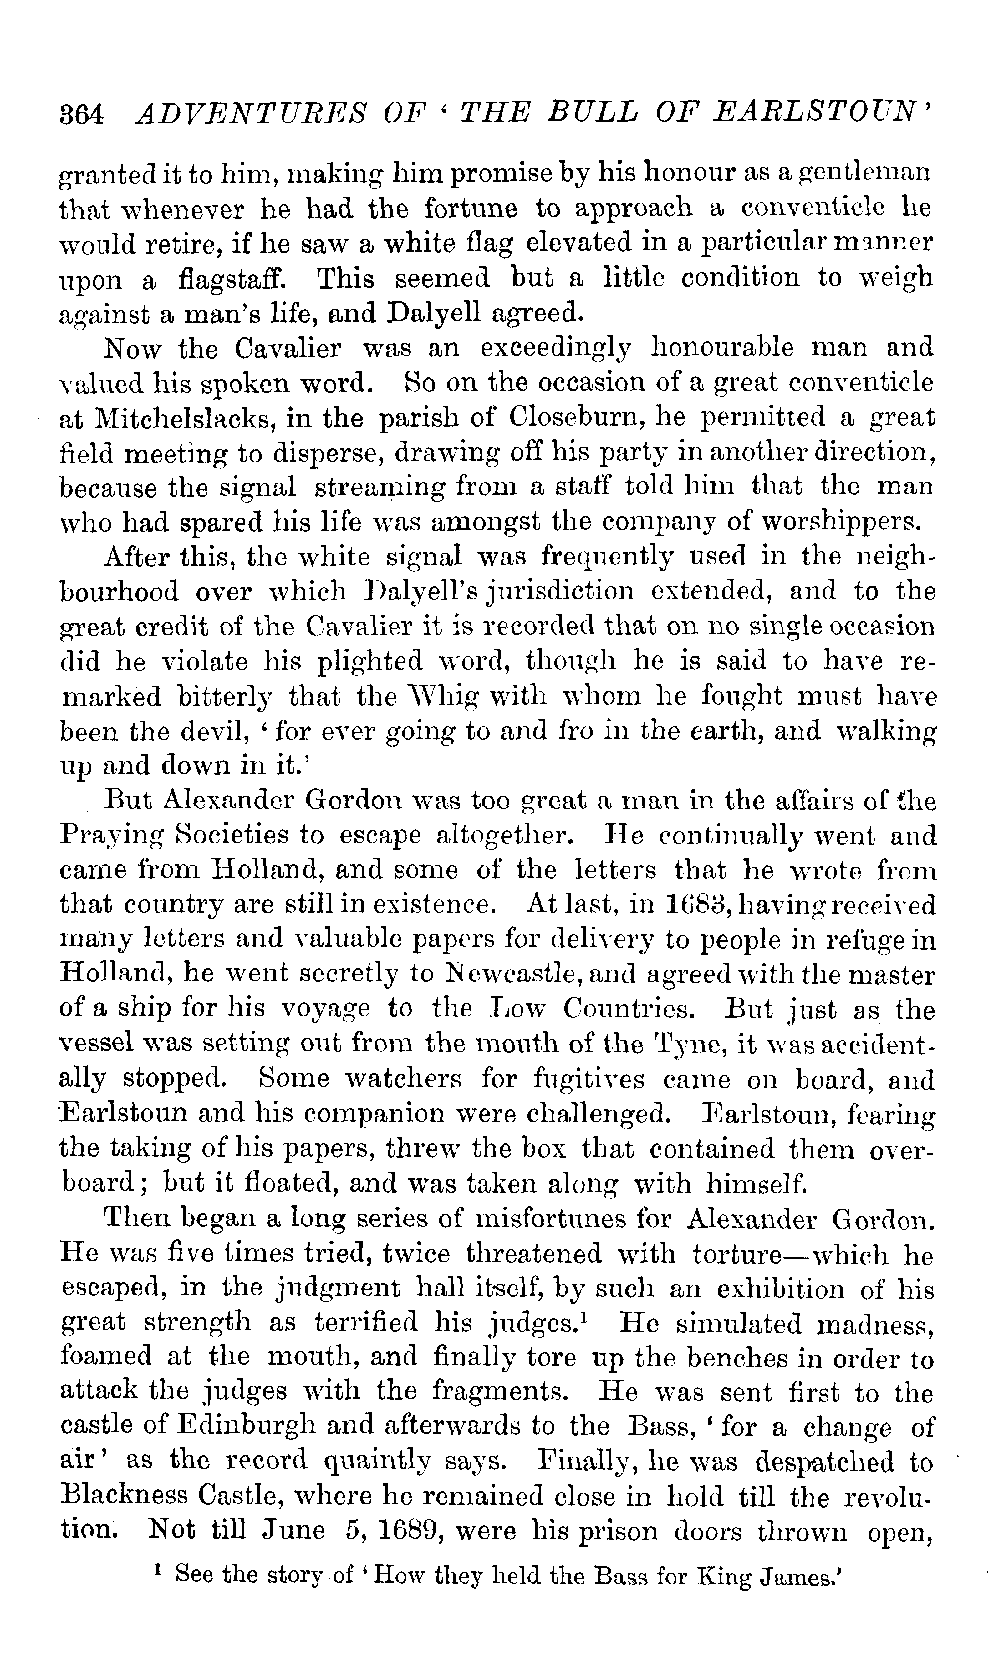 364 ADVENTURES OF ‘ THE BULL OF EARLSTOUN’
granted it to him, making him promise by his honour as a gentleman
that whenever he had the fortune to approach a conventicle he
would retire, if he saw a white flag elevated in a particular manner
upon a flagstaff. This seemed but a little condition to weigh
against a man's life, and Dalyell agreed.
Now the Cavalier was an exceedingly honourable man and
valued his spoken word. So on the occasion of a great conventicle
at Mitchelslacks, in the parish of Closeburn, he permitted a great
field meeting to disperse, drawing off his party in another direction,
because the signal streaming from a staff told him that the man
who had spared his life was amongst the company of worshippers.
After this, the white signal was frequently used in the neigh-
bourhood over which Dalyell's jurisdiction extended, and to the
great credit of the Cavalier it is recorded that on no single occasion
did he violate his plighted word, though he is said to have re-
marked bitterly that the Whig with whom he fought must have
been the devil, ‘ for ever going to and fro in the earth, and walking
up and down in it.’
But Alexander Gordon was too great a man in the affairs of the
Praying Societies to escape altogether. He continually went and
came from Holland, and some of the letters that he wrote from
that country are still in existence. At last, in 1683, having received
many letters and valuable papers for delivery to people in refuge in
Holland, he went secretly to Newcastle, and agreed with the master
of a ship for his voyage to the Low Countries. But just as the
vessel was setting out from the mouth of the Tyne, it was accident-
ally stopped. Some watchers for fugitives came on board, and
Earlstoun and his companion were challenged. Earlstoun, fearing
the taking of his papers, threw the box that contained them over-
board; but it floated, and was taken along with himself.
Then began a long series of misfortunes for Alexander Gordon.
He was five times tried, twice threatened with torture—which he
escaped, in the judgment hall itself, by such an exhibition of his
great strength as terrified his judges.¹ He simulated madness,
foamed at the mouth, and finally tore up the benches in order to
attack the judges with the fragments. He was sent first to the
castle of Edinburgh and afterwards to the Bass, ‘ for a change of
air’ as the record quaintly says. Finally, he was despatched to
Blackness Castle, where he remained close in hold till the revolu-
tion. Not till June 5, 1689, were his prison doors thrown open,
¹ See the story of ‘ How they held the Bass for King James.’